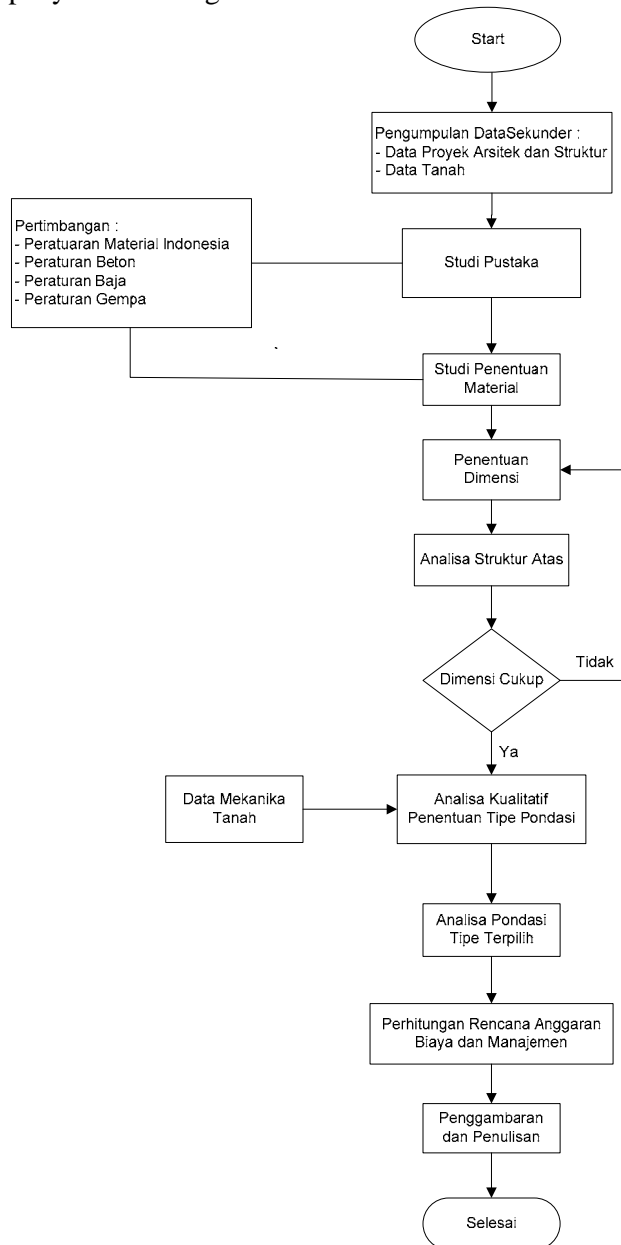 Start
Pengumpulan DataSekunder :
- Data Proyek Arsitek dan Struktur
- Data Tanah
Pertimbangan :
- Peratuaran Material Indonesia
- Peraturan Beton
- Peraturan Baja
- Peraturan Gempa
Studi Pustaka
Studi Penentuan
Material
Penentuan
Dimensi
Analisa Struktur Atas
Dimensi Cukup
Tidak
Ya
Data Mekanika
Tanah
Analisa Kualitatif
Penentuan Tipe Pondasi
Analisa Pondasi
Tipe Terpilih
Perhitungan Rencana Anggaran
Biaya dan Manajemen
Penggambaran
dan Penulisan
Selesai